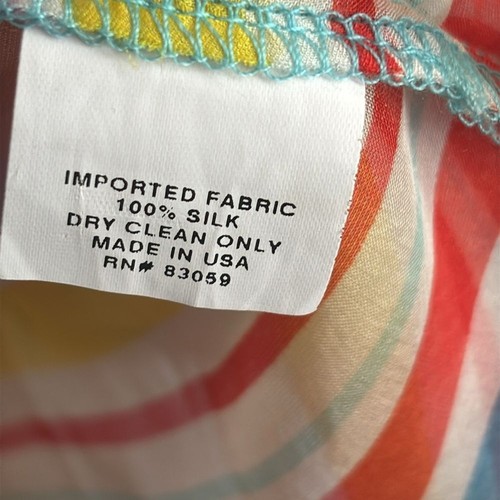 IMPORTED FABRIC
100% SILK
DRY CLEAN ONLY
MADE IN USA
RN# 83059